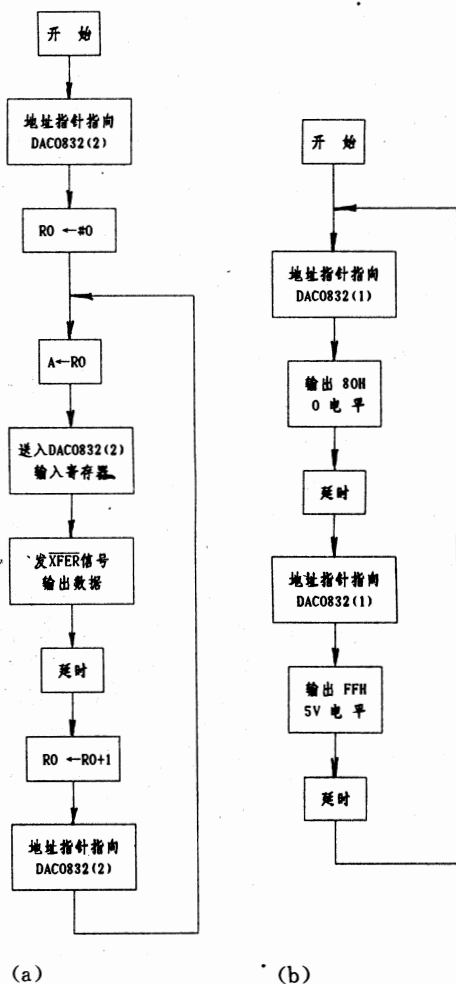 开 始
地址指针指向
DAC0832(2)
R0 ←#0
A←R0
送入DAC0832(2)
输入寄存器
发XFER信号
输出数据
延时
R0 ←R0+1
地址指针指向
DAC0832(2)
(a)
开 始
地址指针指向
DAC0832(1)
输出 80H
0 电 平
延时
地址指针指向
DAC0832(1)
输出 FFH
5V 电 平
延时
(b)